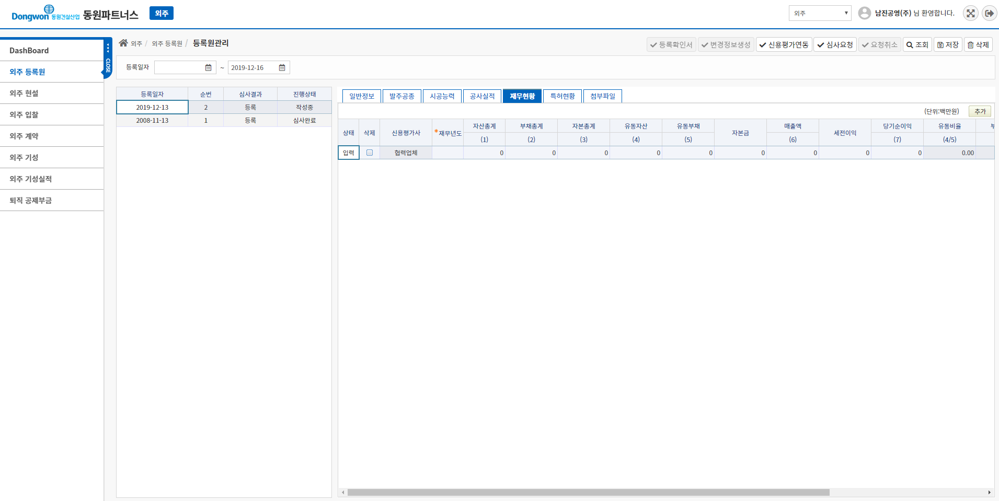 Dongwon 동원건설산업 동원파트너스 외주
외주 남진공영(주) 님 환영합니다.
DashBoard
외주 등록원
외주 현설
외주 입찰
외주 계약
외주 기성
외주 기성실적
퇴직 공제부금
CLOSE
외주 / 외주 등록원 / 등록원관리
등록확인서 변경정보생성 신용평가연동 심사요청 요청취소 조회 저장 삭제
등록일자 ~ 2019-12-16
등록일자 순번 심사결과 진행상태
2019-12-13 2 등록 작성중
2008-11-13 1 등록 심사완료
일반정보 발주공종 시공능력 공사실적 재무현황 특허현황 첨부파일
(단위:백만원) 추가
상태 삭제 신용평가사 *재무년도 자산총계 부채총계 자본총계 유동자산 유동부채 자본금 매출액 세전이익 당기순이익 유동비율
(1) (2) (3) (4) (5) (6) (7) (4/5)
입력 협력업체 0 0 0 0 0 0 0 0 0 0.00